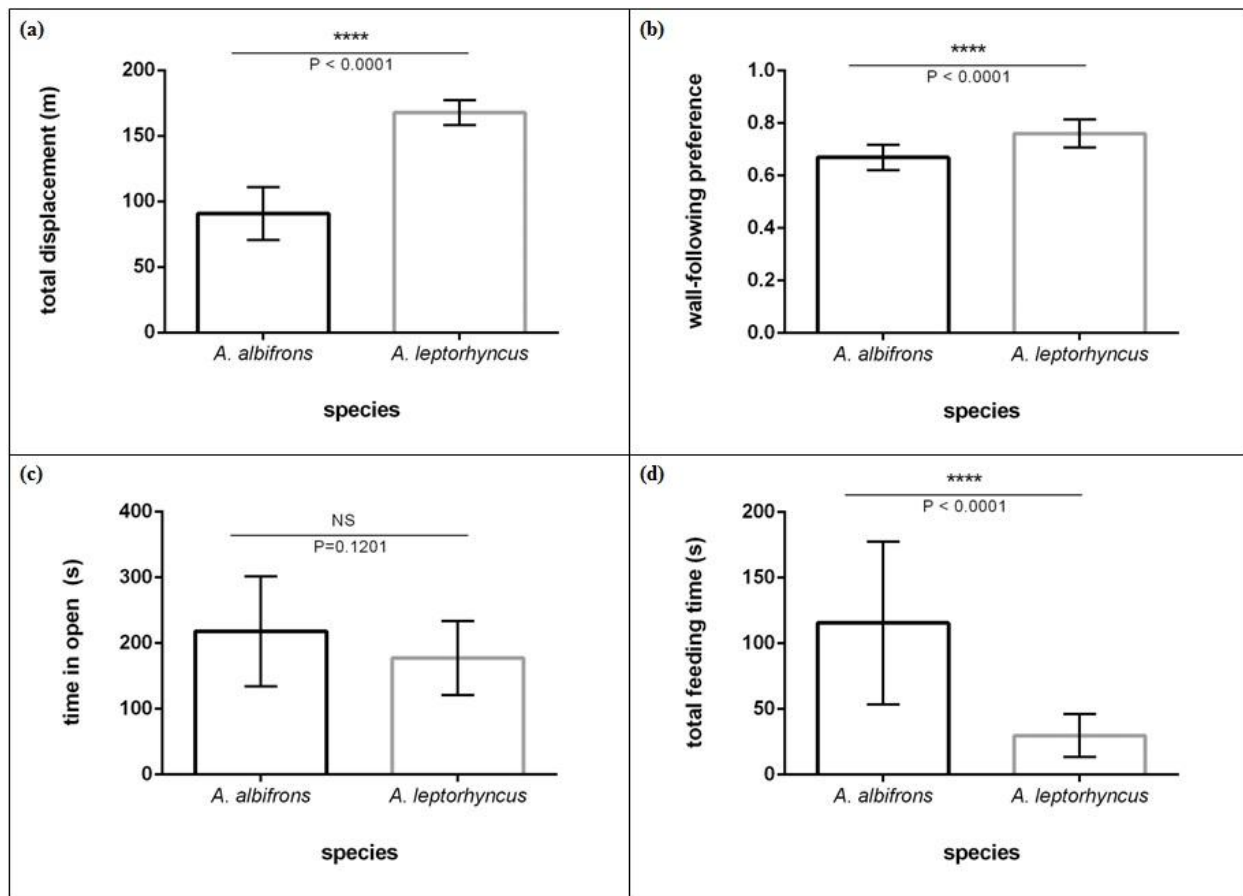 (a)
****
P < 0.0001
total displacement (m)
200
150
100
50
0
A. albifrons A. leptorhyncus
species
(b)
****
P < 0.0001
wall-following preference
1.0
0.8
0.6
0.4
0.2
0.0
A. albifrons A. leptorhyncus
species
(c)
NS
P=0.1201
time in open (s)
400
300
200
100
0
A. albifrons A. leptorhyncus
species
(d)
****
P < 0.0001
total feeding time (s)
200
150
100
50
0
A. albifrons A. leptorhyncus
species